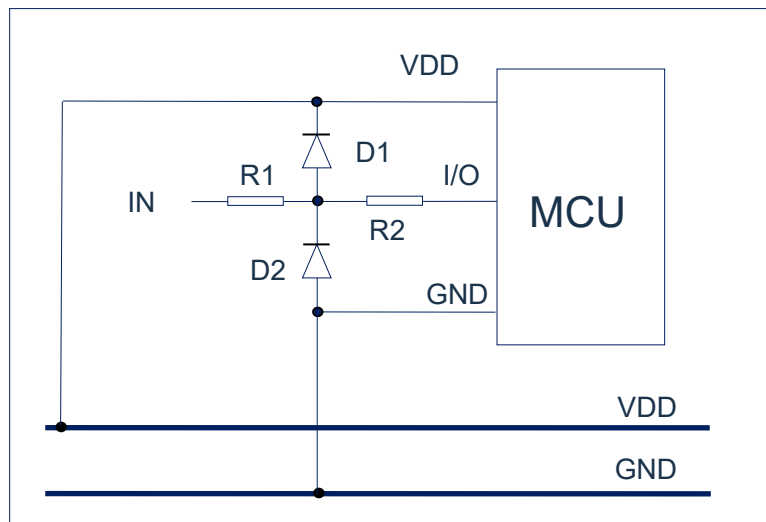 VDD
D1
R1
I/O
IN
MCU
R2
D2
GND
VDD
GND